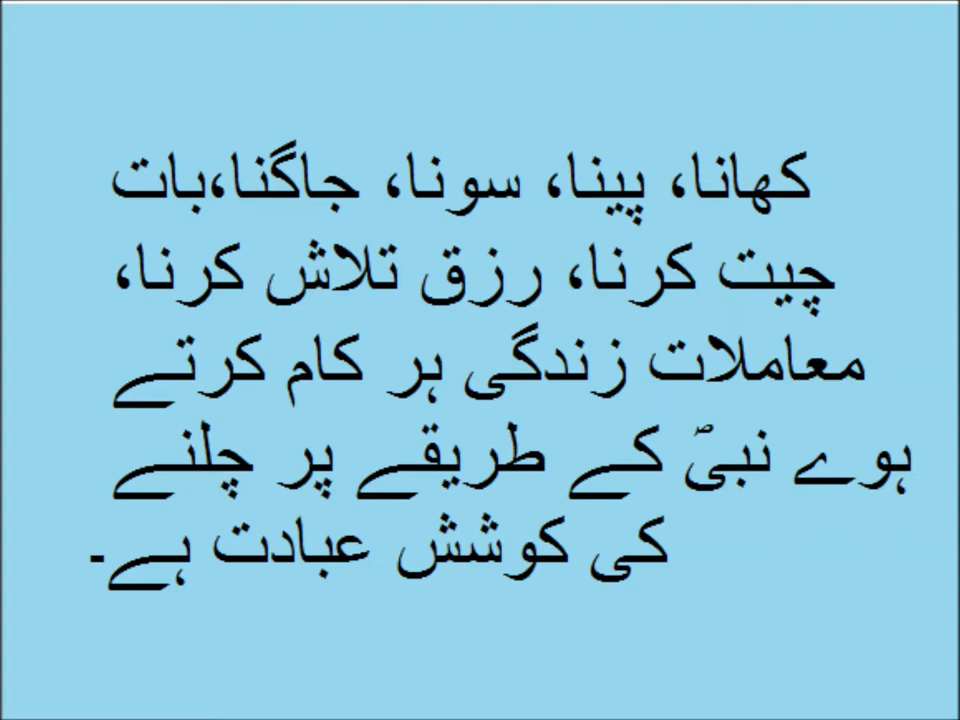 کھانا، پینا، سونا، جاگنا،بات
چیت کرنا، رزق تلاش کرنا،
معاملات زندگی ہر کام کرتے
ہوے نبیؐ کے طریقے پر چلنے
کی کوشش عبادت ہے۔